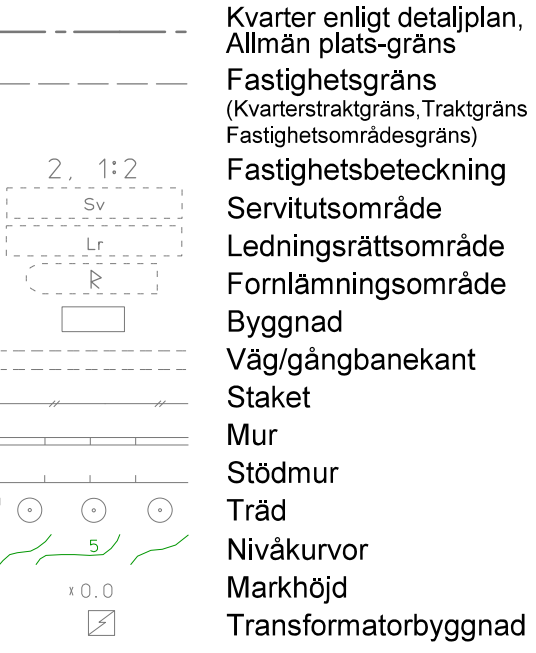 Kvarter enligt detaljplan,
Allmän plats-gräns
Fastighetsgräns
(Kvarterstraktgräns,Traktgräns
Fastighetsområdesgräns)
2, 1:2 Fastighetsbeteckning
Sv Servitutsområde
Lr Ledningsrättsområde
R Fornlämningsområde
Byggnad
Väg/gångbanekant
Staket
Mur
Stödmur
Träd
5 Nivåkurvor
x0.0 Markhöjd
Transformatorbyggnad